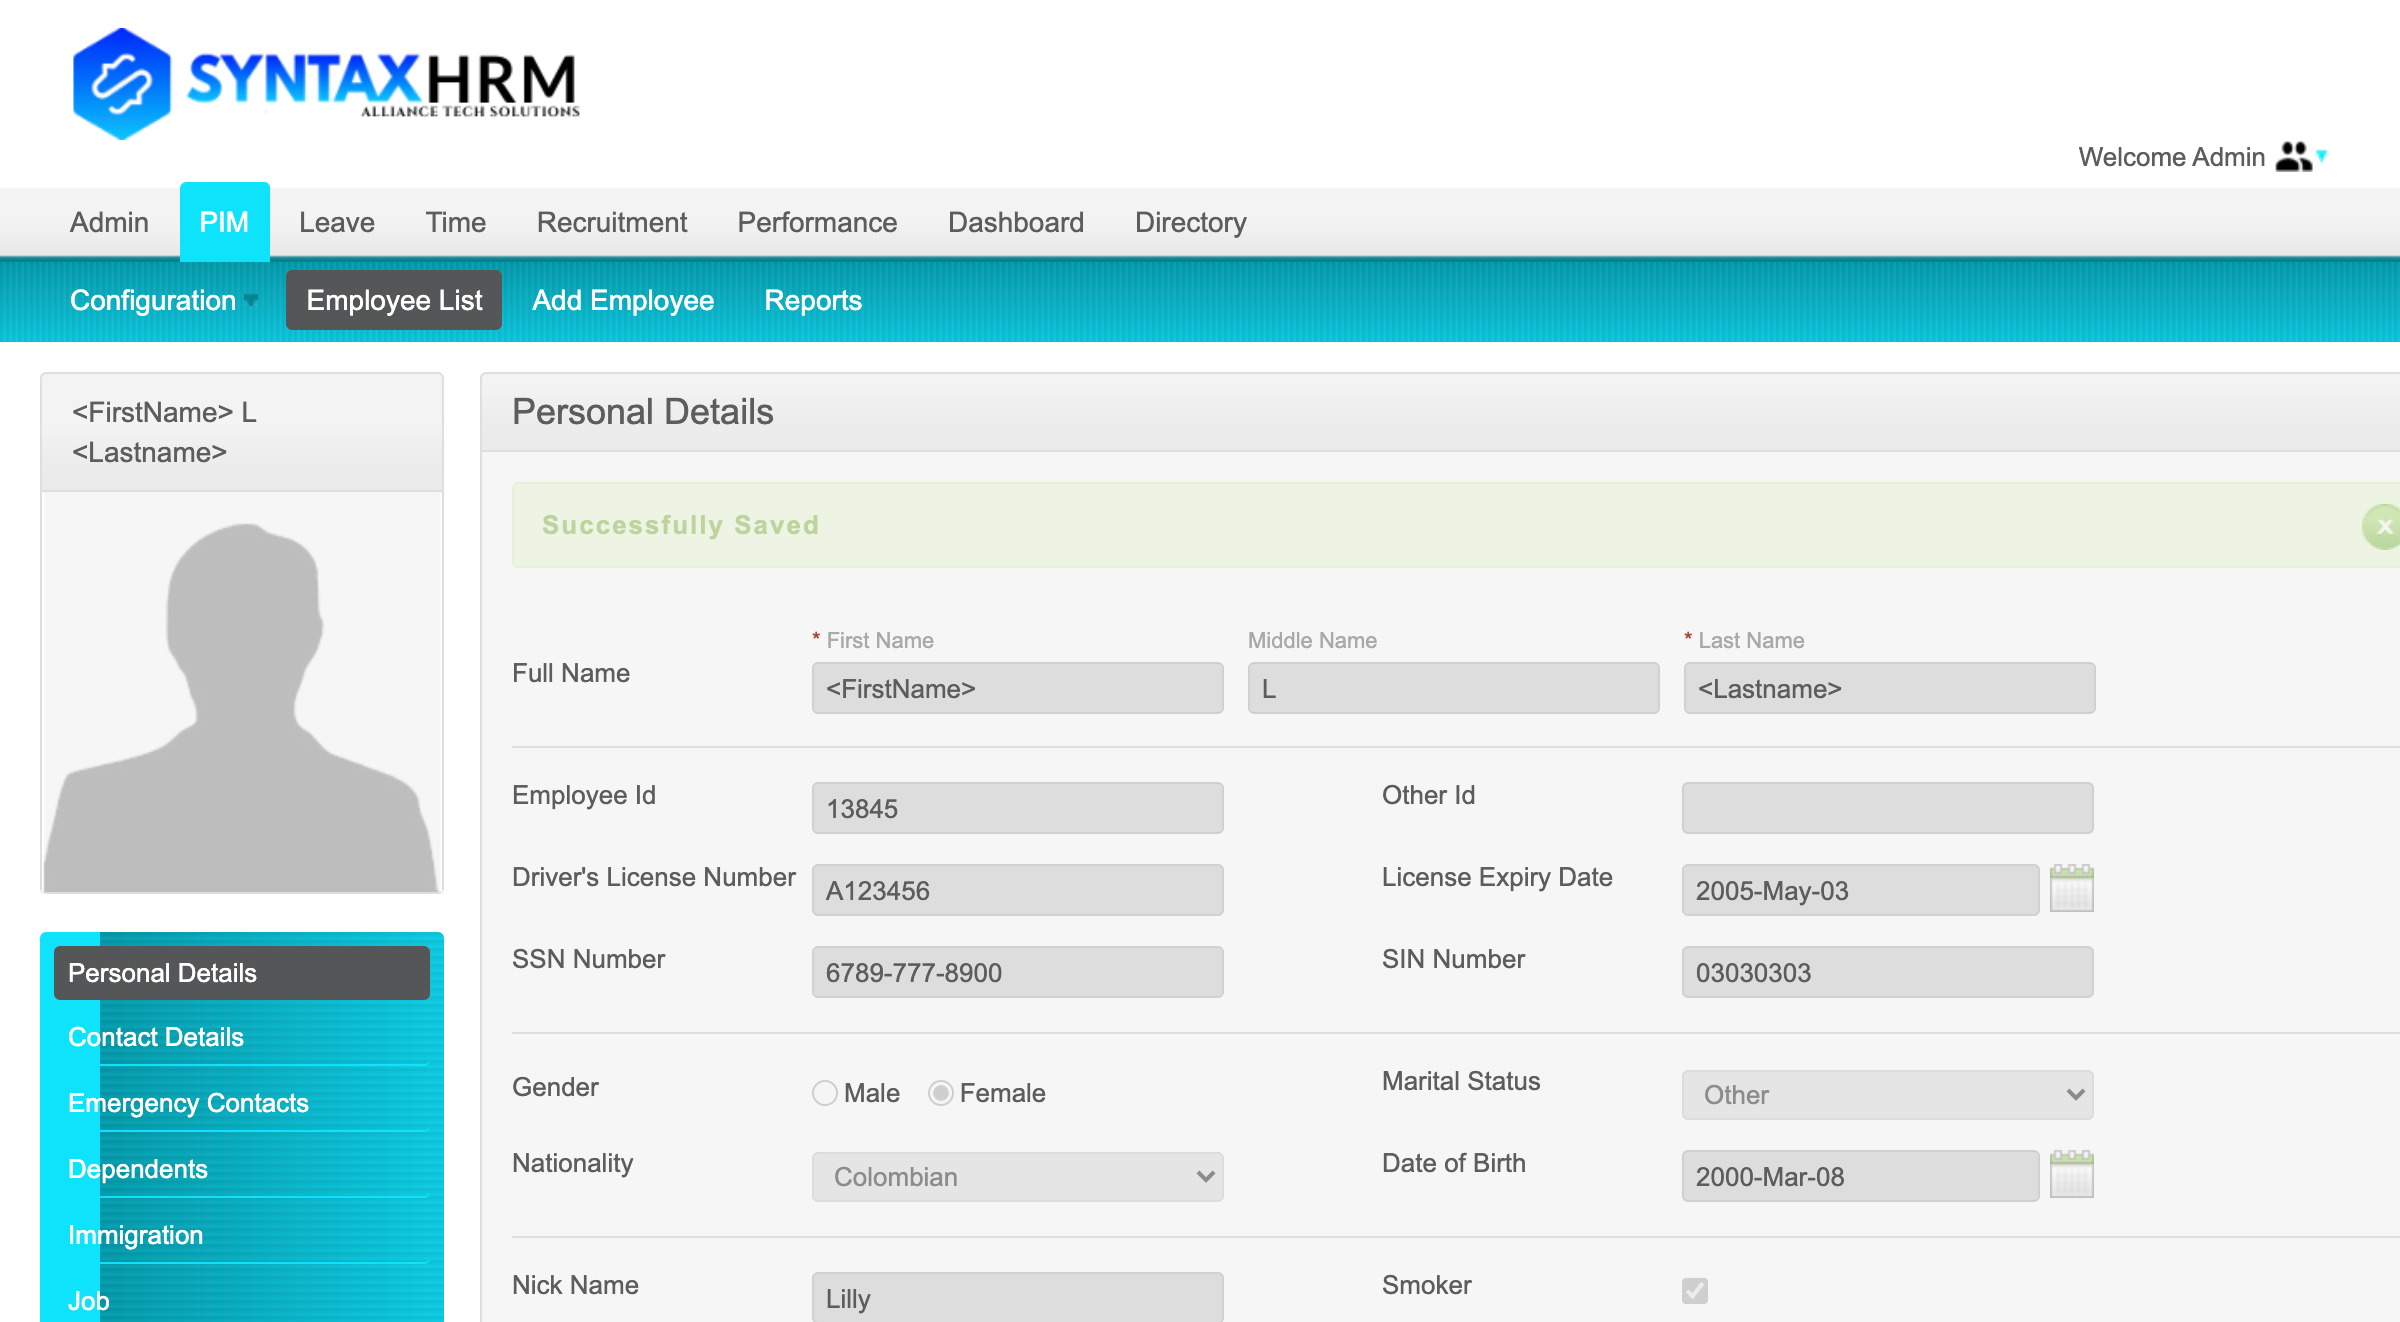 SYNTAXHRM
ALLIANCE TECH SOLUTIONS
Welcome Admin
Admin PIM Leave Time Recruitment Performance Dashboard Directory
Configuration Employee List Add Employee Reports
<FirstName> L
<Lastname>
Personal Details
Contact Details
Emergency Contacts
Dependents
Immigration
Job
Personal Details
Successfully Saved
x
* First Name Middle Name * Last Name
Full Name <FirstName> L <Lastname>
Employee Id 13845 Other Id
Driver's License Number A123456 License Expiry Date 2005-May-03
SSN Number 6789-777-8900 SIN Number 03030303
Gender Male Female Marital Status Other
Nationality Colombian Date of Birth 2000-Mar-08
Nick Name Lilly Smoker